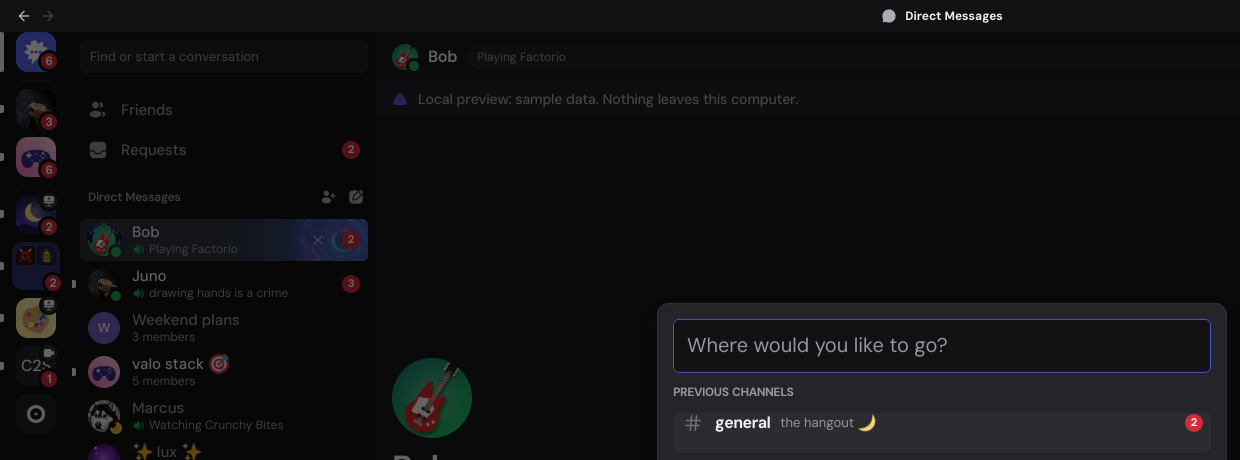 Direct Messages
6
Find or start a conversation
Bob
Playing Factorio
Local preview: sample data. Nothing leaves this computer.
3
Friends
6
Requests
2
Direct Messages
2
Bob
Playing Factorio
2
2
Juno
drawing hands is a crime
3
W
Weekend plans
3 members
C2S
1
valo stack
5 members
Marcus
Watching Crunchy Bites
lux
Where would you like to go?
PREVIOUS CHANNELS
# general the hangout
2